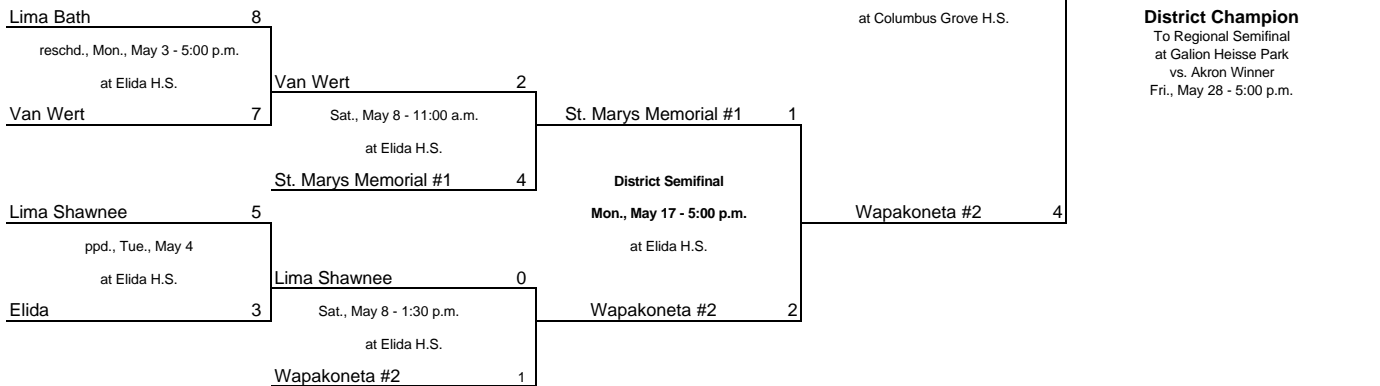 Lima Bath 8
at Columbus Grove H.S.
District Champion
reschd., Mon., May 3 - 5:00 p.m.
To Regional Semifinal
at Galion Heisse Park
at Elida H.S.
Van Wert 2
vs. Akron Winner
Fri., May 28 - 5:00 p.m.
Van Wert 7
Sat., May 8 - 11:00 a.m.
St. Marys Memorial #1 1
at Elida H.S.
St. Marys Memorial #1 4
District Semifinal
Lima Shawnee 5
Mon., May 17 - 5:00 p.m.
Wapakoneta #2 4
ppd., Tue., May 4
at Elida H.S.
at Elida H.S.
Lima Shawnee 0
Elida 3
Sat., May 8 - 1:30 p.m.
Wapakoneta #2 2
at Elida H.S.
Wapakoneta #2 1